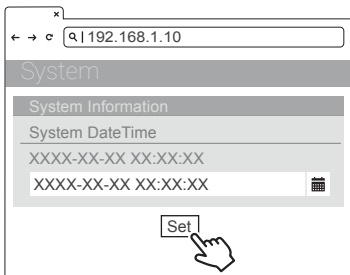 192.168.1.10
System
System Information
System DateTime
XXXX-XX-XX XX:XX:XX
XXXX-XX-XX XX:XX:XX
Set